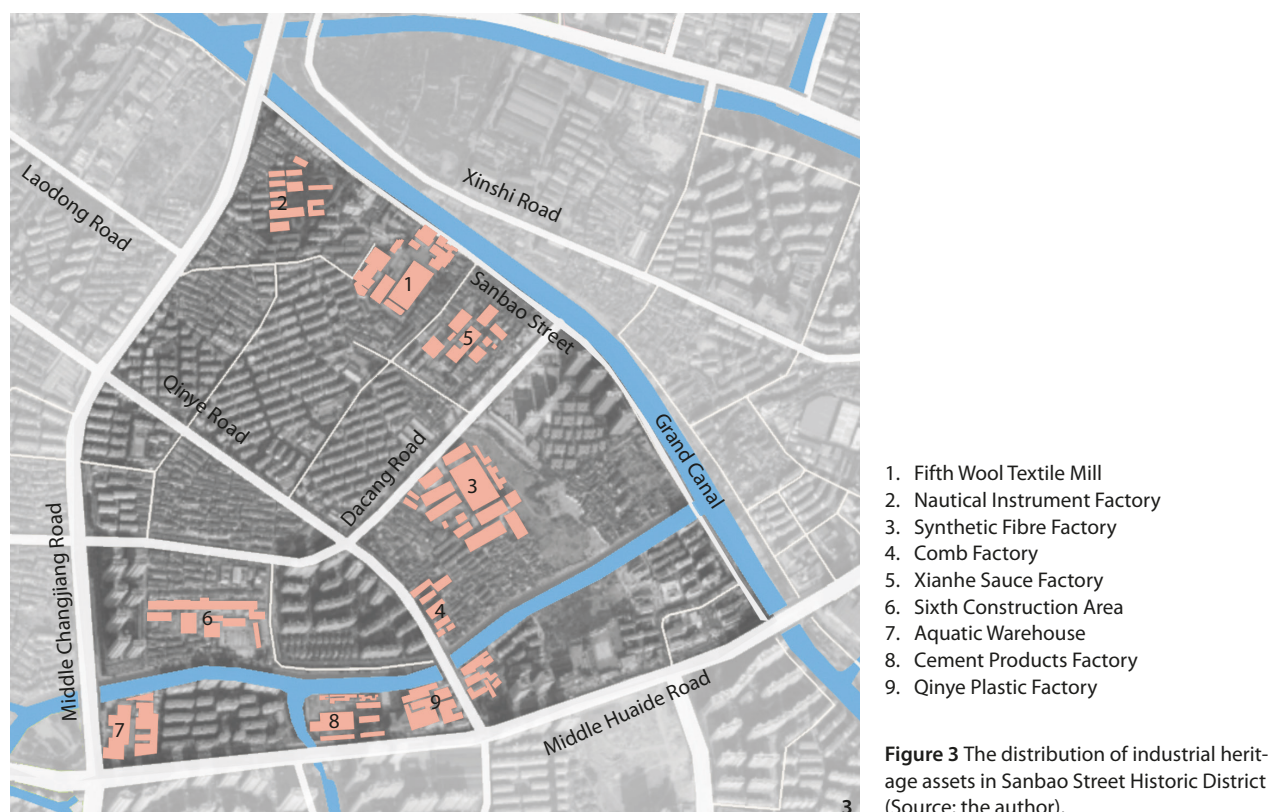 Laodong Road
Xinshi Road
2
1
Sanbao Street
5
Qinye Road
Grand Canal
Dacang Road
3
Middle Changjiang Road
4
6
7
8
9
Middle Huaide Road
3
1. Fifth Wool Textile Mill
2. Nautical Instrument Factory
3. Synthetic Fibre Factory
4. Comb Factory
5. Xianhe Sauce Factory
6. Sixth Construction Area
7. Aquatic Warehouse
8. Cement Products Factory
9. Qinye Plastic Factory
Figure 3 The distribution of industrial herit-
age assets in Sanbao Street Historic District
(Source: the author).